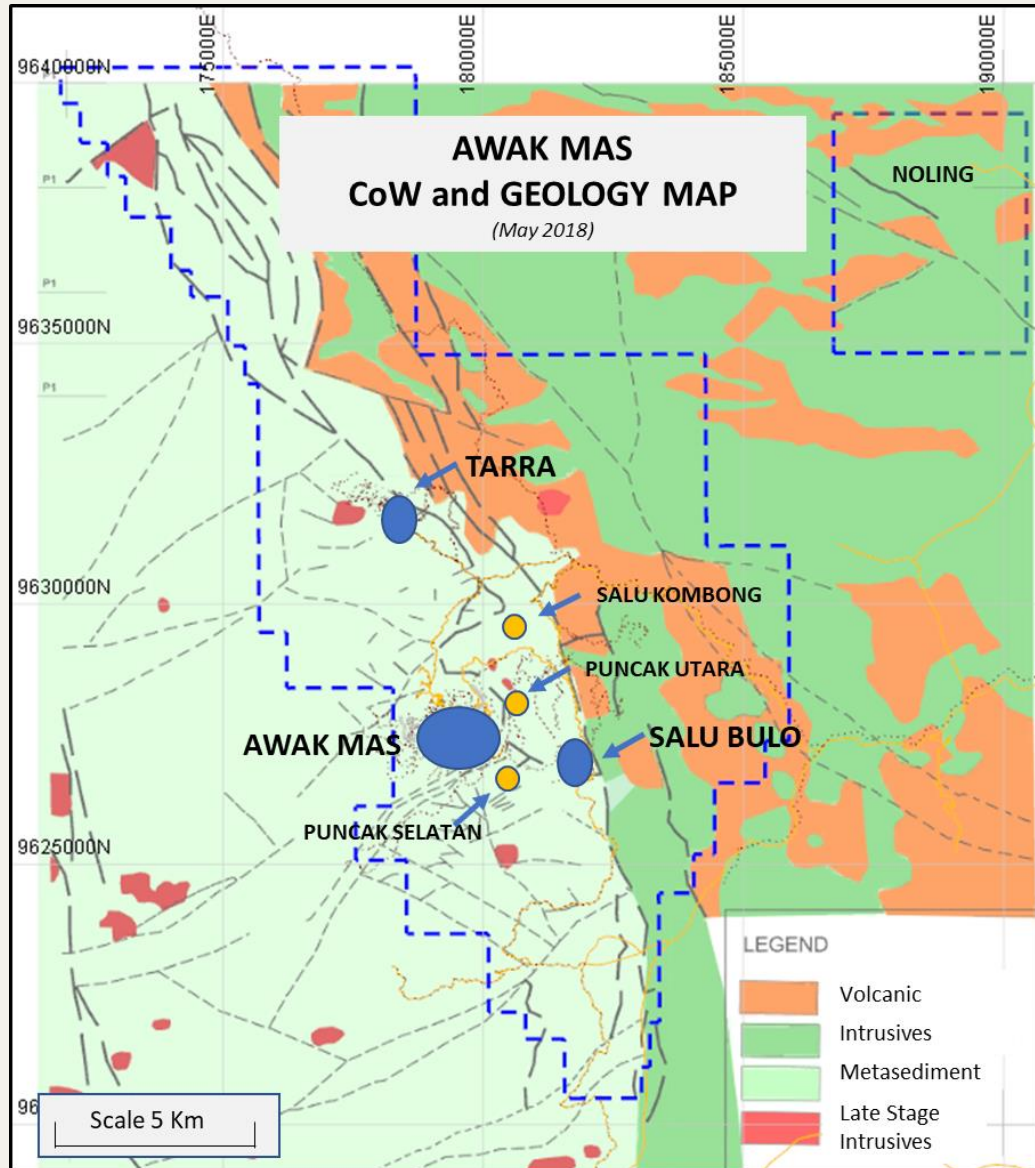 175000E
180000E
185000E
190000E
9640000N
AWAK MAS
CoW and GEOLOGY MAP
(May 2018)
NOLING
P1
P1
9635000N
P1
TARRA
9630000N
SALU KOMBONG
PUNCAK UTARA
AWAK MAS
SALU BULO
PUNCAK SELATAN
9625000N
LEGEND
Volcanic
Intrusives
Metasediment
Late Stage
Intrusives
Scale 5 Km